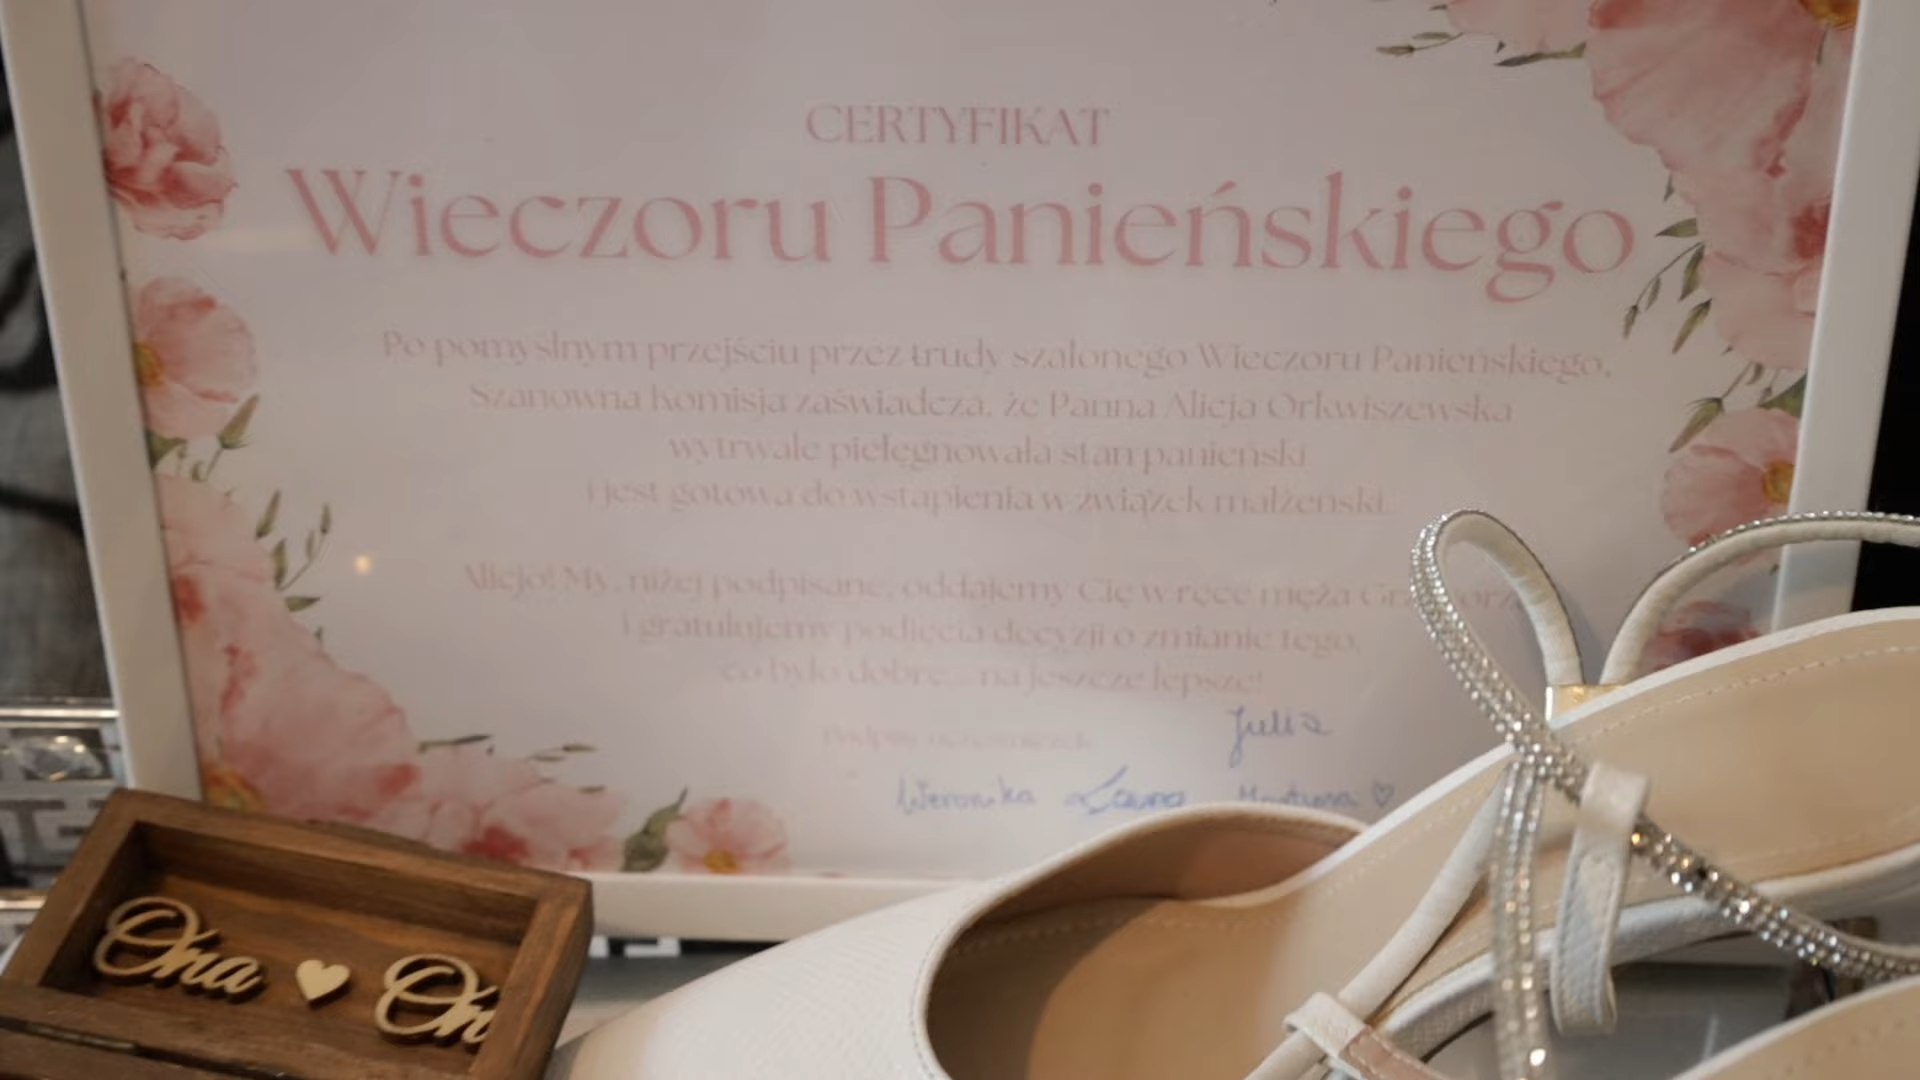 CERTYFIKAT
Wieczoru Panieńskiego
Po pomyślnym przejściu przez trudy szalonego Wieczoru Panieńskiego,
Szanowna komisja zaświadcza, że Panna Alicja Orkwiszewska
wytrwale pielęgnowała stan panieński
i jest gotowa do wstąpienia w związek małżeński.
Alicjo! My, niżej podpisane, oddajemy Cię w ręce męża
i gratulujemy podjęcia decyzji o zmianie tego,
co było dobre... na jeszcze lepsze!
Julia
Weronika Laura Martyna ♡
Ona On